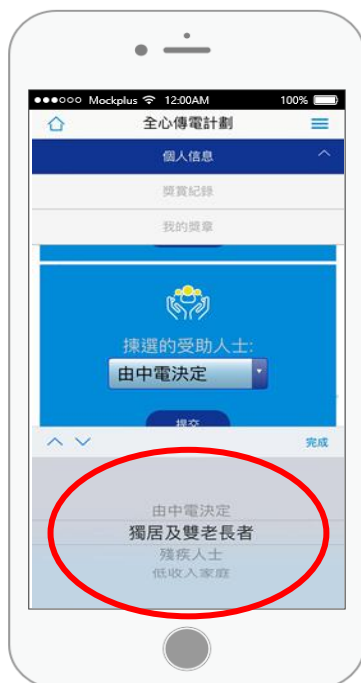 Mockplus 12:00AM 100%
全心傳電計劃
個人信息
獎賞紀錄
我的獎章
揀選的受助人士:
由中電決定
提交
完成
由中電決定
獨居及雙老長者
殘疾人士
低收入家庭